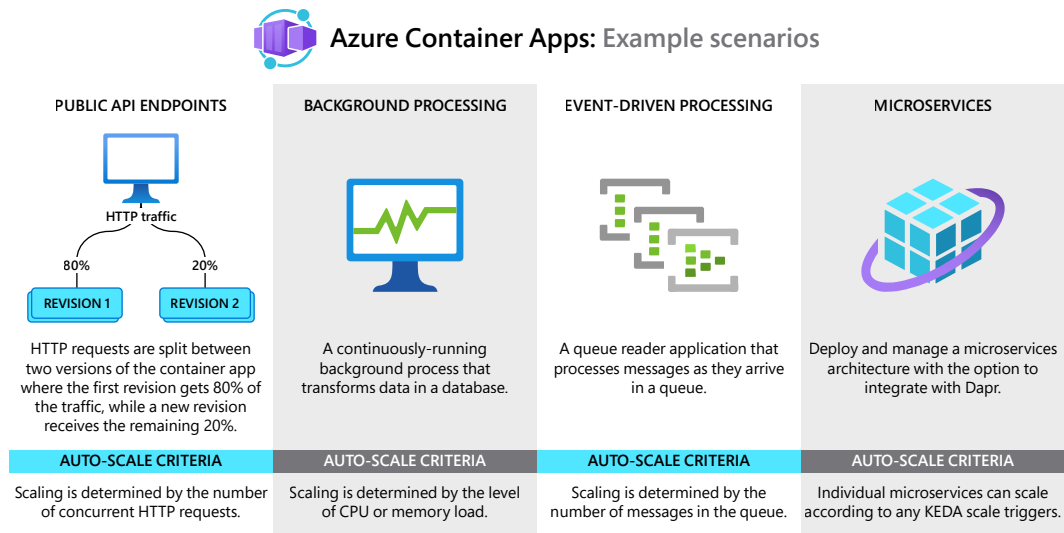 Azure Container Apps: Example scenarios
PUBLIC API ENDPOINTS
HTTP traffic
80%
20%
REVISION 1
REVISION 2
HTTP requests are split between
two versions of the container app
where the first revision gets 80% of
the traffic, while a new revision
receives the remaining 20%.
AUTO-SCALE CRITERIA
Scaling is determined by the number
of concurrent HTTP requests.
BACKGROUND PROCESSING
A continuously-running
background process that
transforms data in a database.
AUTO-SCALE CRITERIA
Scaling is determined by the level
of CPU or memory load.
EVENT-DRIVEN PROCESSING
A queue reader application that
processes messages as they arrive
in a queue.
AUTO-SCALE CRITERIA
Scaling is determined by the
number of messages in the queue.
MICROSERVICES
Deploy and manage a microservices
architecture with the option to
integrate with Dapr.
AUTO-SCALE CRITERIA
Individual microservices can scale
according to any KEDA scale triggers.